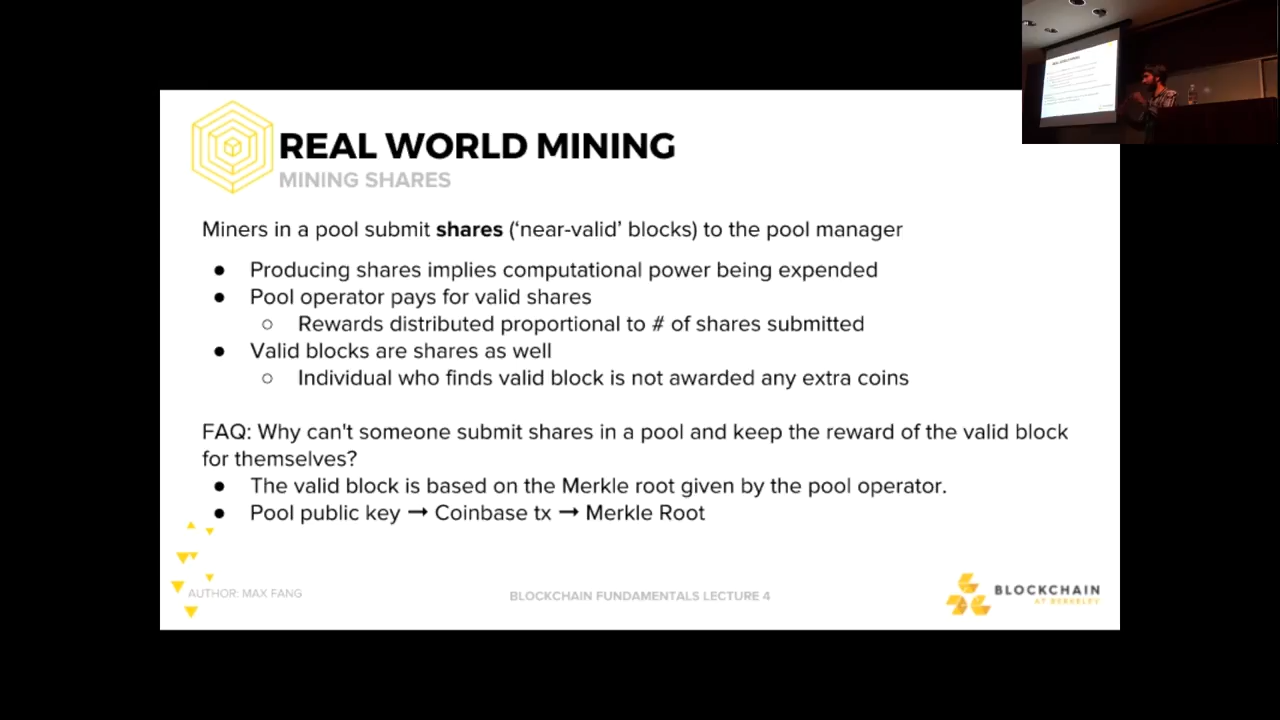 REAL WORLD MINING
MINING SHARES
Miners in a pool submit shares (‘near-valid’ blocks) to the pool manager
● Producing shares implies computational power being expended
● Pool operator pays for valid shares
○ Rewards distributed proportional to # of shares submitted
● Valid blocks are shares as well
○ Individual who finds valid block is not awarded any extra coins
FAQ: Why can't someone submit shares in a pool and keep the reward of the valid block
for themselves?
● The valid block is based on the Merkle root given by the pool operator.
● Pool public key → Coinbase tx → Merkle Root
AUTHOR: MAX FANG
BLOCKCHAIN FUNDAMENTALS LECTURE 4
BLOCKCHAIN
AT BERKELEY